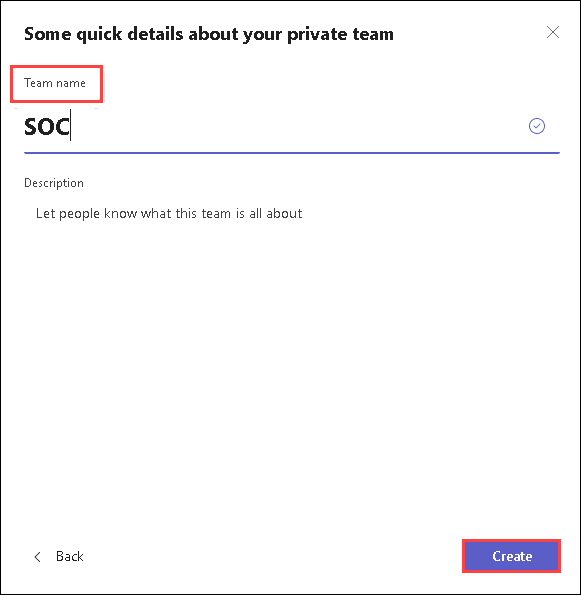 Some quick details about your private team
Team name
SOC
Description
Let people know what this team is all about
Back
Create